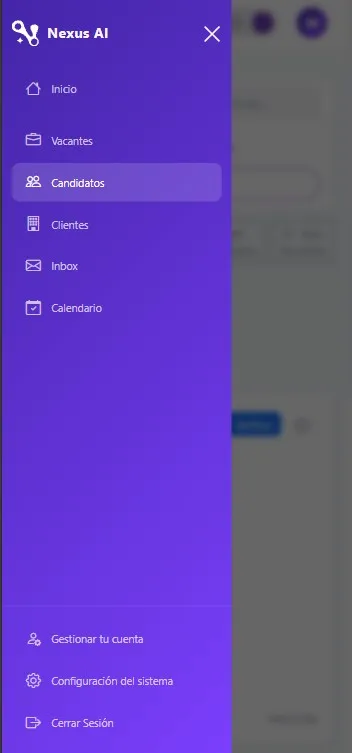 Nexus AI
Inicio
Vacantes
Candidatos
Clientes
Inbox
Calendario
Gestionar tu cuenta
Configuración del sistema
Cerrar Sesión